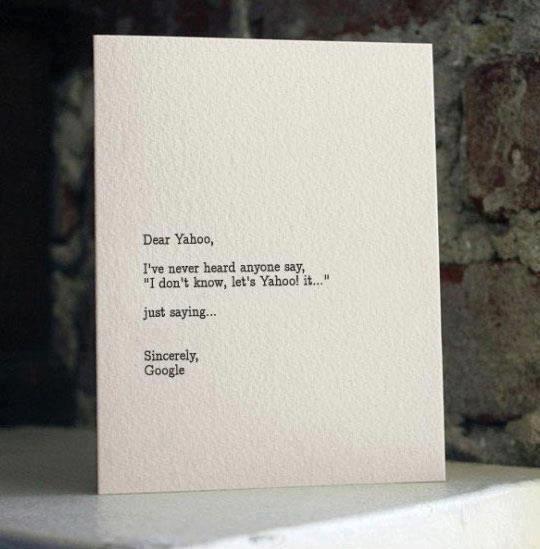 Dear Yahoo,
I've never heard anyone say,
"I don't know, let's Yahoo! it..."
just saying...
Sincerely,
Google